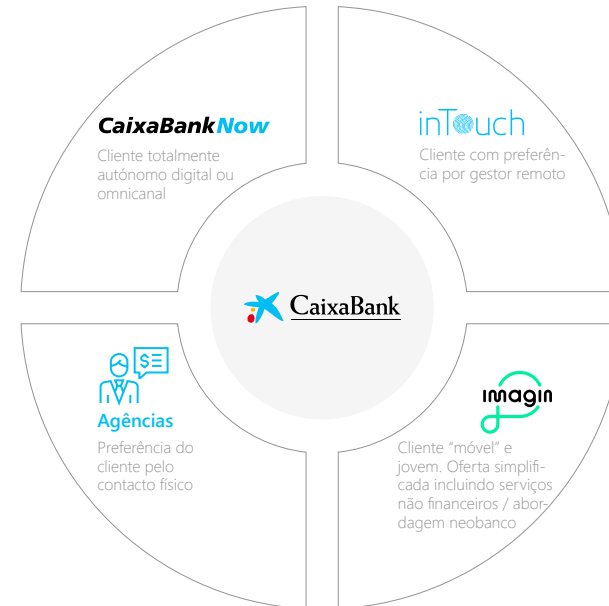 CaixaBankNow
Cliente totalmente
autónomo digital ou
omnicanal
inTouch
Cliente com preferên-
cia por gestor remoto
CaixaBank
$
Agências
Preferência do
cliente pelo
contacto físico
imagin
Cliente “móvel” e
jovem. Oferta simplifi-
cada incluindo serviços
não financeiros / abor-
dagem neobanco